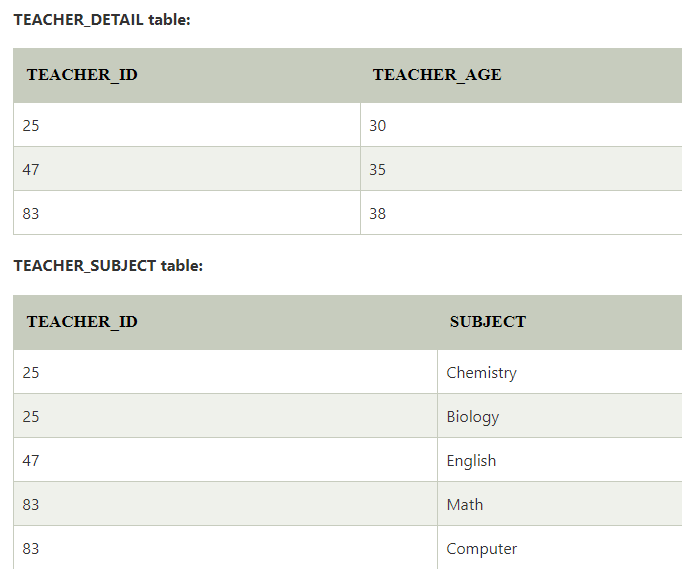 TEACHER_DETAIL table:
TEACHER_ID TEACHER_AGE
25 30
47 35
83 38
TEACHER_SUBJECT table:
TEACHER_ID SUBJECT
25 Chemistry
25 Biology
47 English
83 Math
83 Computer